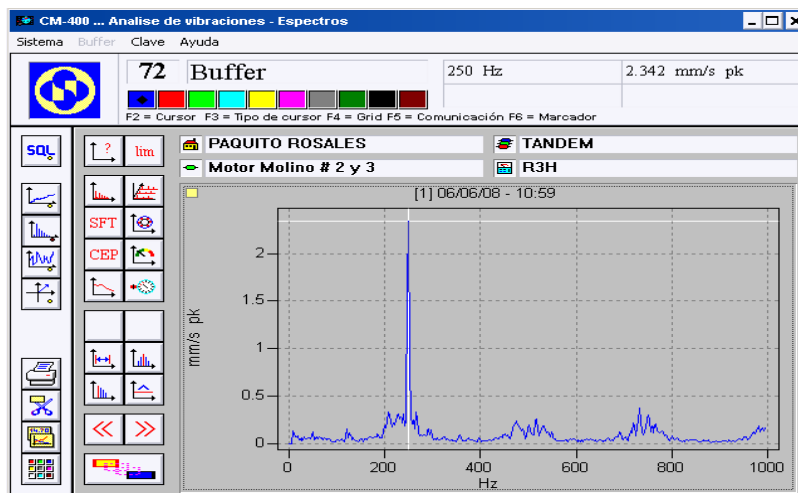 CM-400 ... Analise de vibraciones - Espectros
Sistema Buffer Clave Ayuda
72 Buffer 250 Hz 2.342 mm/s pk
F2 = Cursor F3 = Tipo de cursor F4 = Grid F5 = Comunicación F6 = Marcador
SQL ? lim PAQUITO ROSALES TANDEM
Motor Molino # 2 y 3 R3H
[1] 06/06/08 - 10:59
SFT
CEP
mm/s pk
2
1.5
1
0.5
0
0 200 400 600 800 1000
Hz